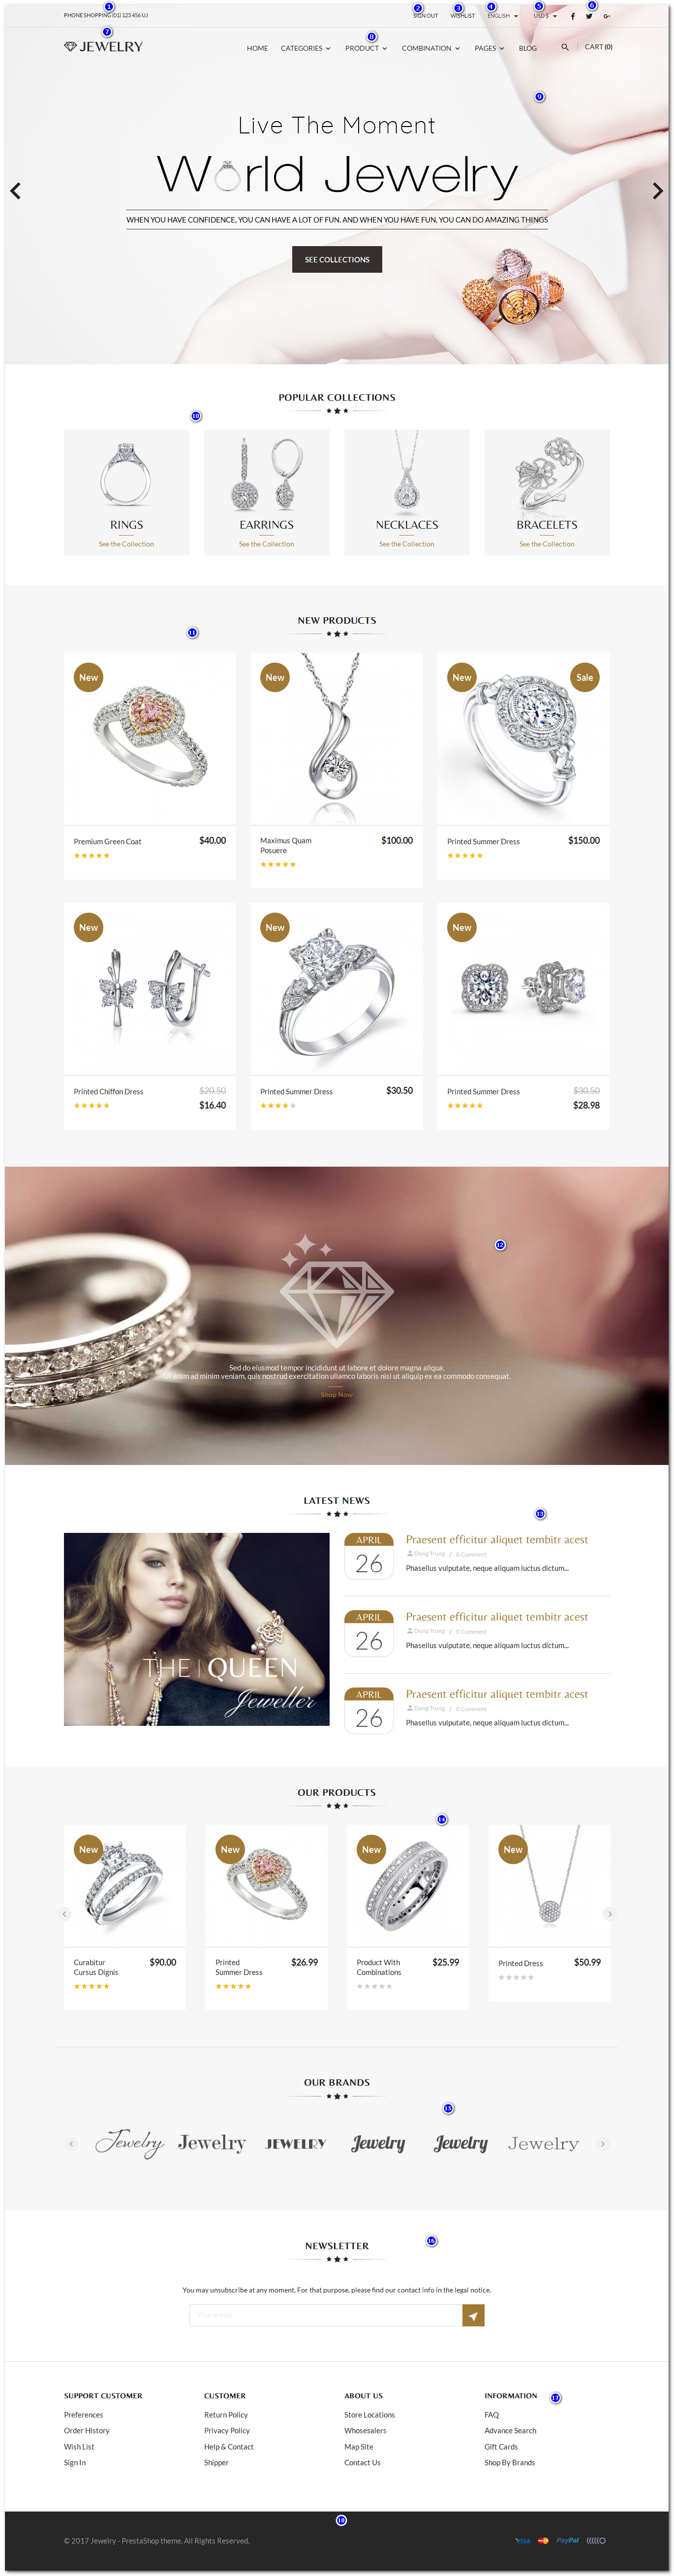 PHONE SHOPPING (01) 123 456 UJ
SIGN OUT
WISHLIST
ENGLISH
USD $
1
2
3
4
5
6
7
8
JEWELRY
HOME CATEGORIES PRODUCT COMBINATION PAGES BLOG
CART (0)
9
Live The Moment
World Jewelry
WHEN YOU HAVE CONFIDENCE, YOU CAN HAVE A LOT OF FUN. AND WHEN YOU HAVE FUN, YOU CAN DO AMAZING THINGS
SEE COLLECTIONS
POPULAR COLLECTIONS
10
RINGS
See the Collection
EARRINGS
See the Collection
NECKLACES
See the Collection
BRACELETS
See the Collection
NEW PRODUCTS
11
New
New
New
Sale
Premium Green Coat
$40.00
Maximus Quam
Posuere
$100.00
Printed Summer Dress
$150.00
New
New
New
Printed Chiffon Dress
$20.50
$16.40
Printed Summer Dress
$30.50
Printed Summer Dress
$30.50
$28.98
12
Sed do eiusmod tempor incididunt ut labore et dolore magna aliqua.
Ut enim ad minim veniam, quis nostrud exercitation ullamco laboris nisi ut aliquip ex ea commodo consequat.
Shop Now
LATEST NEWS
13
THE QUEEN
Jeweller
APRIL
26
Praesent efficitur aliquet tembitr acest
DongTrung / 0 Comment
Phasellus vulputate, neque aliquam luctus dictum...
APRIL
26
Praesent efficitur aliquet tembitr acest
DongTrung / 0 Comment
Phasellus vulputate, neque aliquam luctus dictum...
APRIL
26
Praesent efficitur aliquet tembitr acest
DongTrung / 0 Comment
Phasellus vulputate, neque aliquam luctus dictum...
OUR PRODUCTS
14
New
New
New
New
Curabitur
Cursus Dignis
$90.00
Printed
Summer Dress
$26.99
Product With
Combinations
$25.99
Printed Dress
$50.99
OUR BRANDS
15
Jewelry
Jewelry
JEWELRY
Jewelry
Jewelry
Jewelry
NEWSLETTER
16
You may unsubscribe at any moment. For that purpose, please find our contact info in the legal notice.
Your e-mail
SUPPORT CUSTOMER
Preferences
Order History
Wish List
Sign In
CUSTOMER
Return Policy
Privacy Policy
Help & Contact
Shipper
ABOUT US
Store Locations
Whosesalers
Map Site
Contact Us
INFORMATION
17
FAQ
Advance Search
Gift Cards
Shop By Brands
18
© 2017 Jewelry - PrestaShop theme. All Rights Reserved.
VISA
PayPal